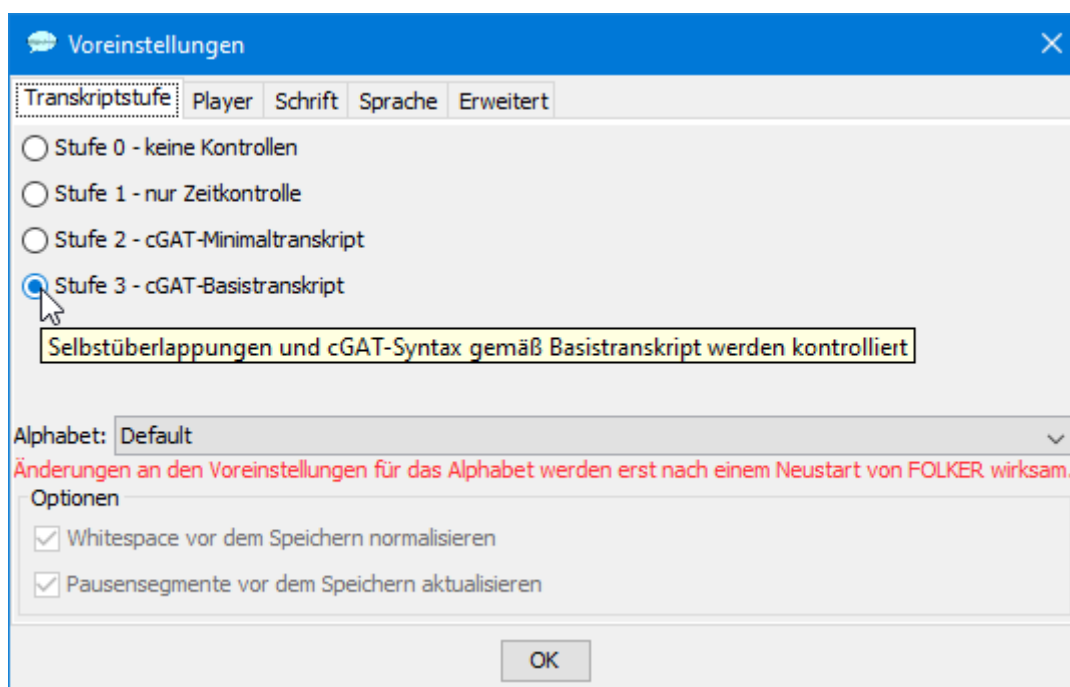 Voreinstellungen
Transkriptstufe Player Schrift Sprache Erweitert
Stufe 0 - keine Kontrollen
Stufe 1 - nur Zeitkontrolle
Stufe 2 - cGAT-Minimaltranskript
Stufe 3 - cGAT-Basistranskript
Selbstüberlappungen und cGAT-Syntax gemäß Basistranskript werden kontrolliert
Alphabet: Default
Änderungen an den Voreinstellungen für das Alphabet werden erst nach einem Neustart von FOLKER wirksam.
Optionen
Whitespace vor dem Speichern normalisieren
Pausensegmente vor dem Speichern aktualisieren
OK